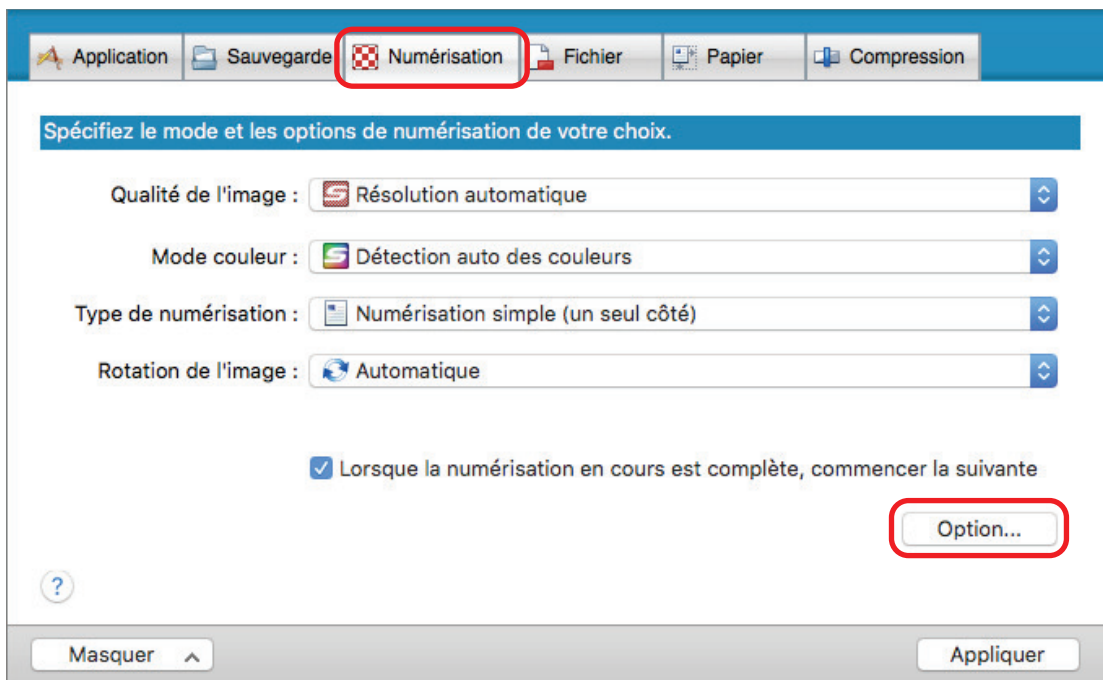 Application Sauvegarde Numérisation Fichier Papier Compression
Spécifiez le mode et les options de numérisation de votre choix.
Qualité de l'image : Résolution automatique
Mode couleur : Détection auto des couleurs
Type de numérisation : Numérisation simple (un seul côté)
Rotation de l'image : Automatique
Lorsque la numérisation en cours est complète, commencer la suivante
Option...
?
Masquer Appliquer